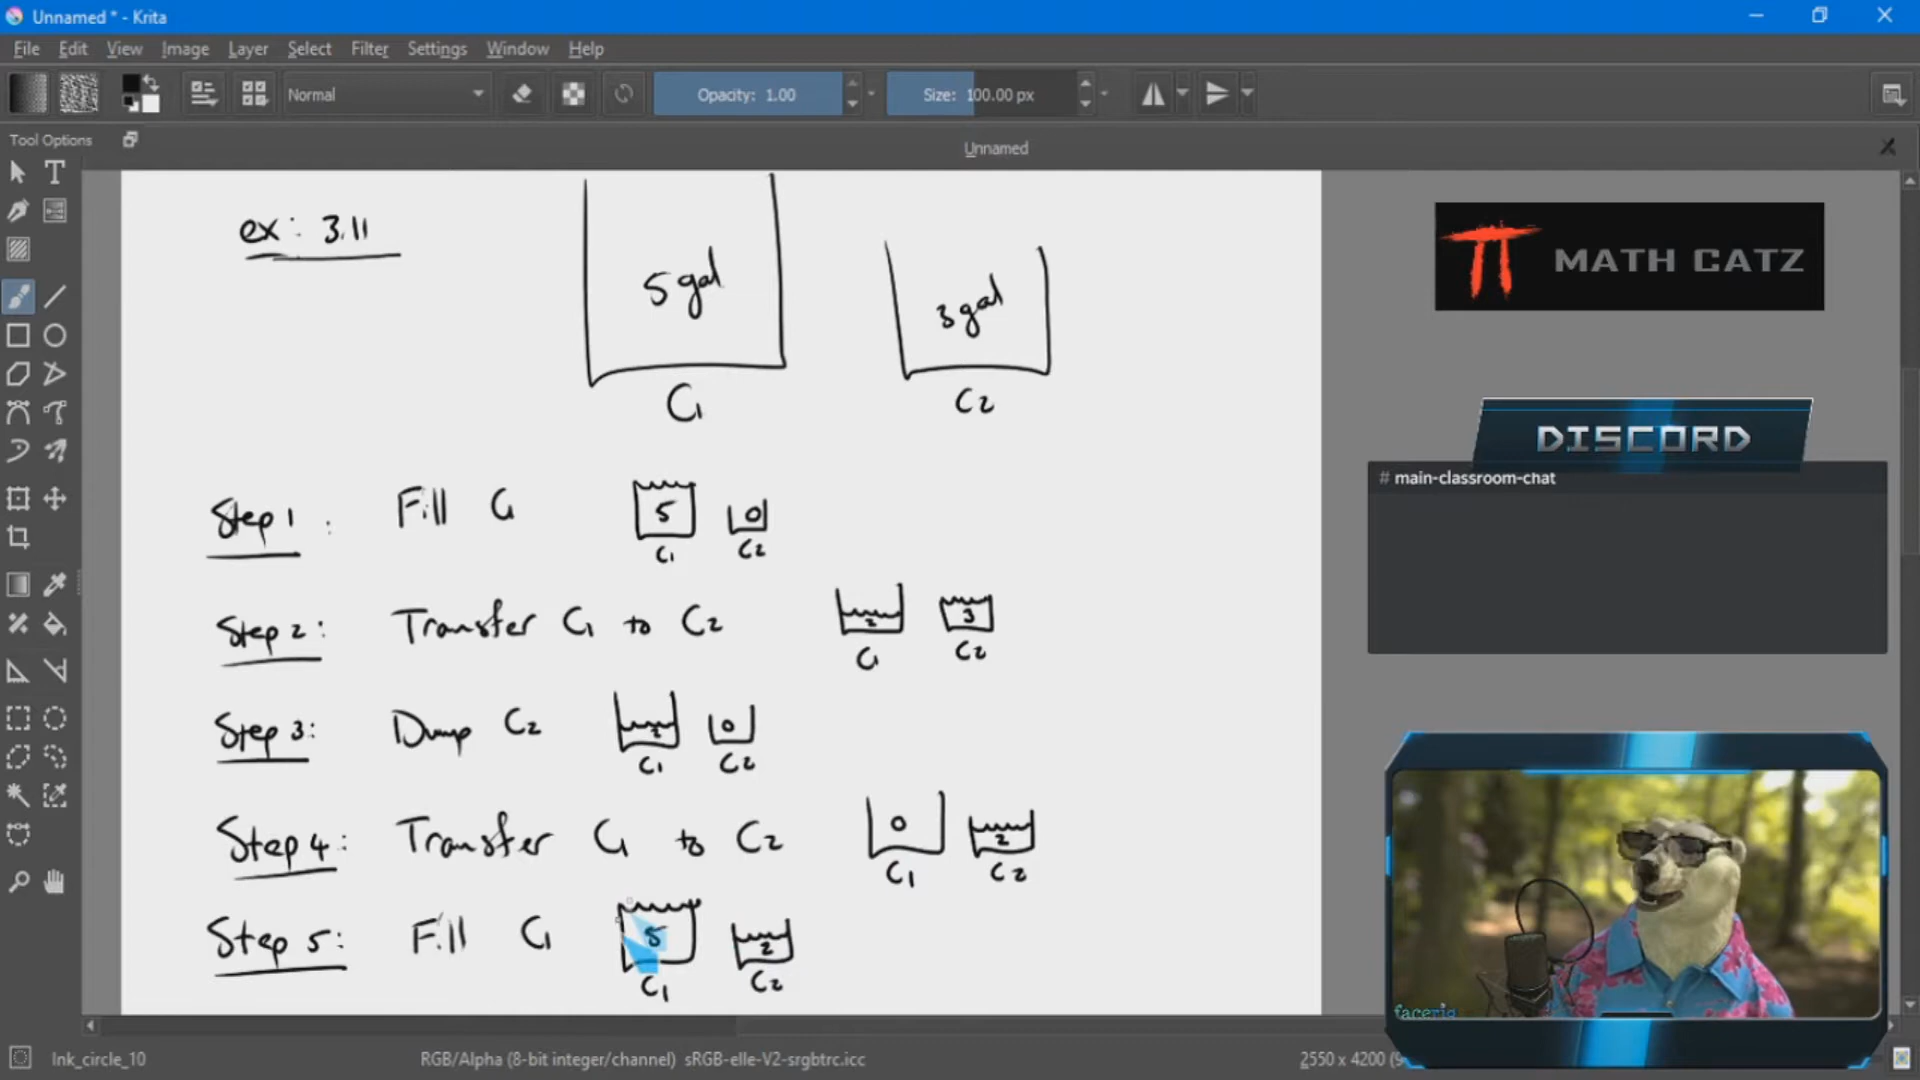 Unnamed * - Krita
File Edit View Image Layer Select Filter Settings Window Help
Normal Opacity: 1.00 Size: 100.00 px
Tool Options
Unnamed
ex: 3.11
5 gal
3 gal
C1
C2
Step 1: Fill C1 5 0
C1 C2
Step 2: Transfer C1 to C2 2 3
C1 C2
Step 3: Dump C2 2 0
C1 C2
Step 4: Transfer C1 to C2 0 2
C1 C2
Step 5: Fill C1 5 2
C1 C2
MATH CATZ
DISCORD
# main-classroom-chat
facerig
Ink_circle_10 RGB/Alpha (8-bit integer/channel) sRGB-elle-V2-srgbtrc.icc 2550 x 4200 (9